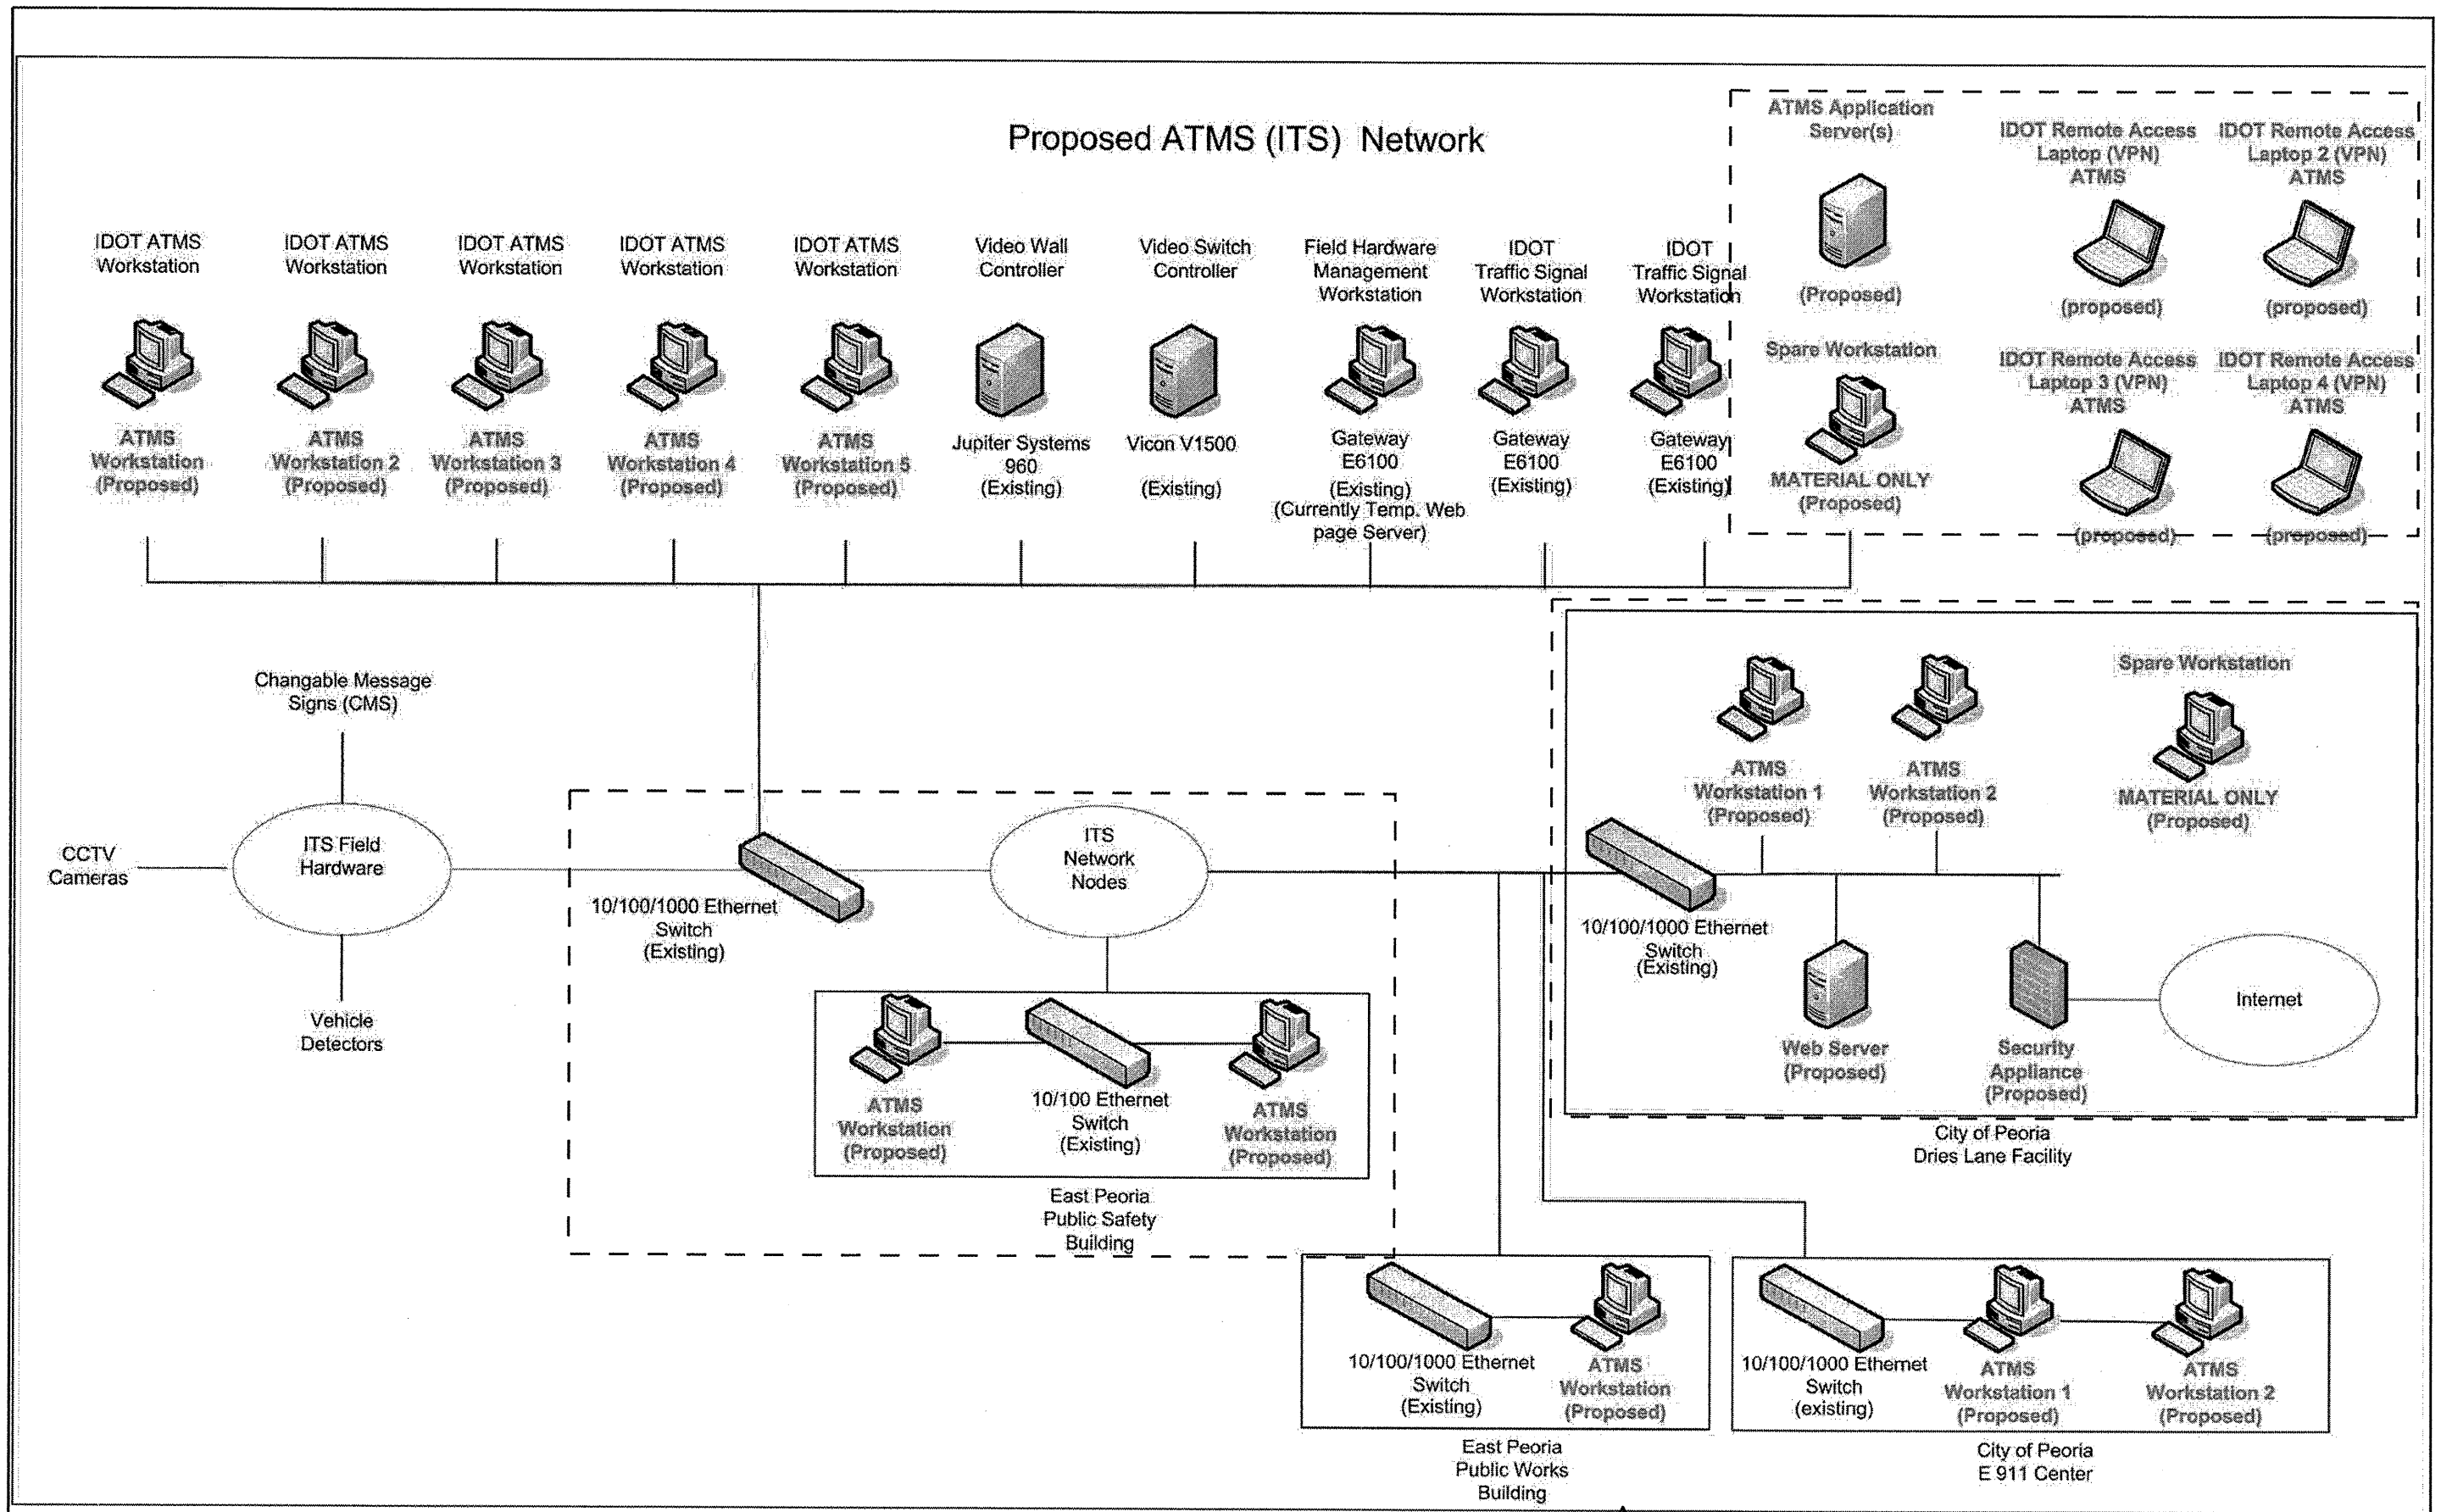 Proposed ATMS (ITS) Network
IDOT ATMS
Workstation
ATMS
Workstation
(Proposed)
IDOT ATMS
Workstation
ATMS
Workstation 2
(Proposed)
IDOT ATMS
Workstation
ATMS
Workstation 3
(Proposed)
IDOT ATMS
Workstation
ATMS
Workstation 4
(Proposed)
IDOT ATMS
Workstation
ATMS
Workstation 5
(Proposed)
Video Wall
Controller
Jupiter Systems
960
(Existing)
Video Switch
Controller
Vicon V1500
(Existing)
Field Hardware
Management
Workstation
Gateway
E6100
(Existing)
(Currently Temp. Web
page Server)
IDOT
Traffic Signal
Workstation
Gateway
E6100
(Existing)
IDOT
Traffic Signal
Workstation
Gateway
E6100
(Existing)
ATMS Application
Server(s)
(Proposed)
Spare Workstation
MATERIAL ONLY
(Proposed)
IDOT Remote Access
Laptop (VPN)
ATMS
(proposed)
IDOT Remote Access
Laptop 2 (VPN)
ATMS
(proposed)
IDOT Remote Access
Laptop 3 (VPN)
ATMS
(proposed)
IDOT Remote Access
Laptop 4 (VPN)
ATMS
(proposed)
Changable Message
Signs (CMS)
CCTV
Cameras
ITS Field
Hardware
Vehicle
Detectors
10/100/1000 Ethernet
Switch
(Existing)
ITS
Network
Nodes
ATMS
Workstation
(Proposed)
10/100 Ethernet
Switch
(Existing)
ATMS
Workstation
(Proposed)
East Peoria
Public Safety
Building
10/100/1000 Ethernet
Switch
(Existing)
ATMS
Workstation 1
(Proposed)
ATMS
Workstation 2
(Proposed)
Spare Workstation
MATERIAL ONLY
(Proposed)
Web Server
(Proposed)
Security
Appliance
(Proposed)
Internet
City of Peoria
Dries Lane Facility
10/100/1000 Ethernet
Switch
(Existing)
ATMS
Workstation
(Proposed)
East Peoria
Public Works
Building
10/100/1000 Ethernet
Switch
(existing)
ATMS
Workstation 1
(Proposed)
ATMS
Workstation 2
(Proposed)
City of Peoria
E 911 Center